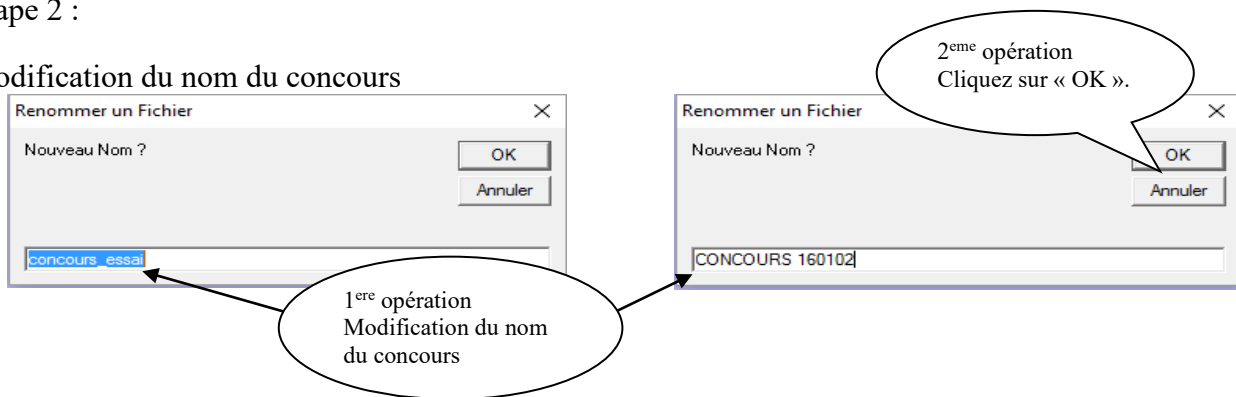 ape 2 :
odification du nom du concours
2eme opération
Cliquez sur « OK ».
Renommer un Fichier
Nouveau Nom ?
OK
Annuler
concours_essai
Renommer un Fichier
Nouveau Nom ?
OK
Annuler
CONCOURS 160102
1ere opération
Modification du nom
du concours